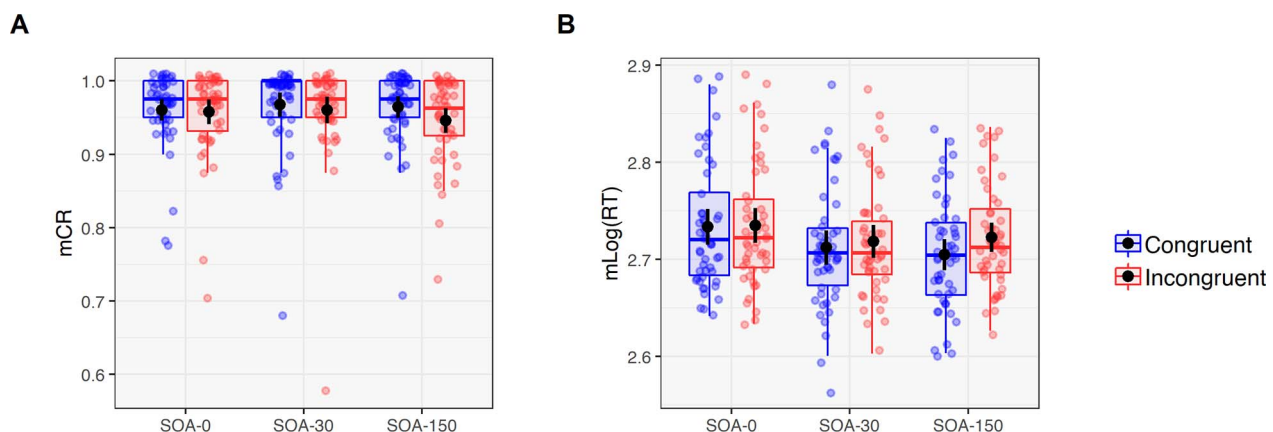 A
mCR
1.0
0.9
0.8
0.7
0.6
SOA-0 SOA-30 SOA-150
B
mLog(RT)
2.9
2.8
2.7
2.6
SOA-0 SOA-30 SOA-150
Congruent
Incongruent